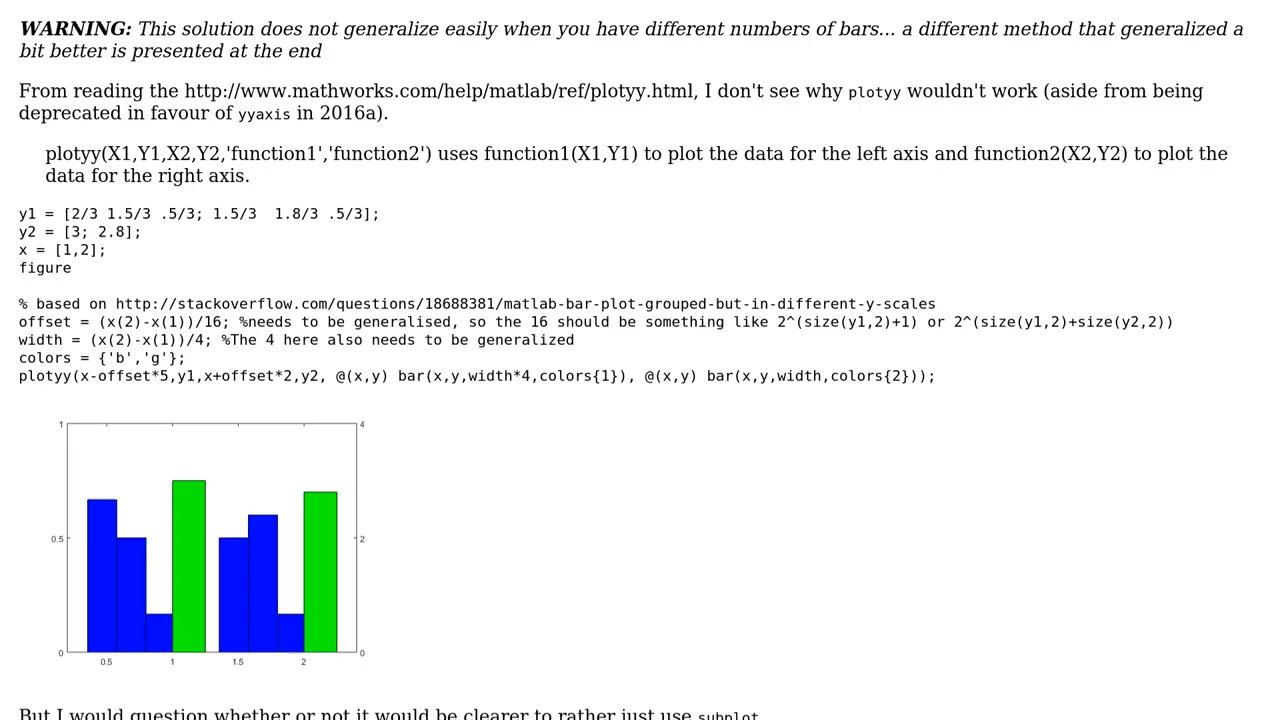 WARNING: This solution does not generalize easily when you have different numbers of bars... a different method that generalized a
bit better is presented at the end
From reading the http://www.mathworks.com/help/matlab/ref/plotyy.html, I don't see why plotyy wouldn't work (aside from being
deprecated in favour of yyaxis in 2016a).
plotyy(X1,Y1,X2,Y2,'function1','function2') uses function1(X1,Y1) to plot the data for the left axis and function2(X2,Y2) to plot the
data for the right axis.
y1 = [2/3 1.5/3 .5/3; 1.5/3  1.8/3 .5/3];
y2 = [3; 2.8];
x = [1,2];
figure
% based on http://stackoverflow.com/questions/18688381/matlab-bar-plot-grouped-but-in-different-y-scales
offset = (x(2)-x(1))/16; %needs to be generalised, so the 16 should be something like 2^(size(y1,2)+1) or 2^(size(y1,2)+size(y2,2))
width = (x(2)-x(1))/4; %The 4 here also needs to be generalized
colors = {'b','g'};
plotyy(x-offset*5,y1,x+offset*2,y2, @(x,y) bar(x,y,width*4,colors{1}), @(x,y) bar(x,y,width,colors{2}));
1 4
0.5 2
0 0
0.5 1 1.5 2
But I would question whether or not it would be clearer to rather just use subplot